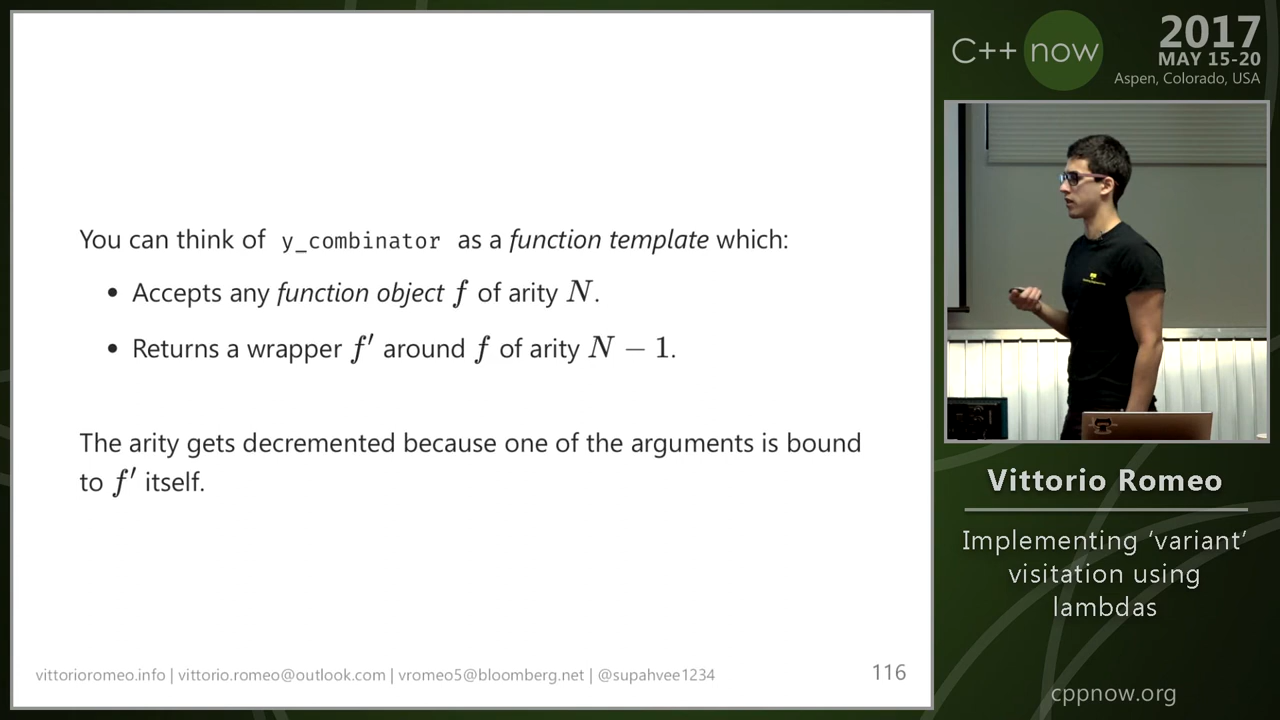 You can think of y_combinator as a function template which:
• Accepts any function object f of arity N.
• Returns a wrapper f′ around f of arity N − 1.
The arity gets decremented because one of the arguments is bound
to f′ itself.
vittorioromeo.info | vittorio.romeo@outlook.com | vromeo5@bloomberg.net | @supahvee1234
116
C++ now
2017
MAY 15-20
Aspen, Colorado, USA
Vittorio Romeo
Implementing ‘variant’
visitation using
lambdas
cppnow.org